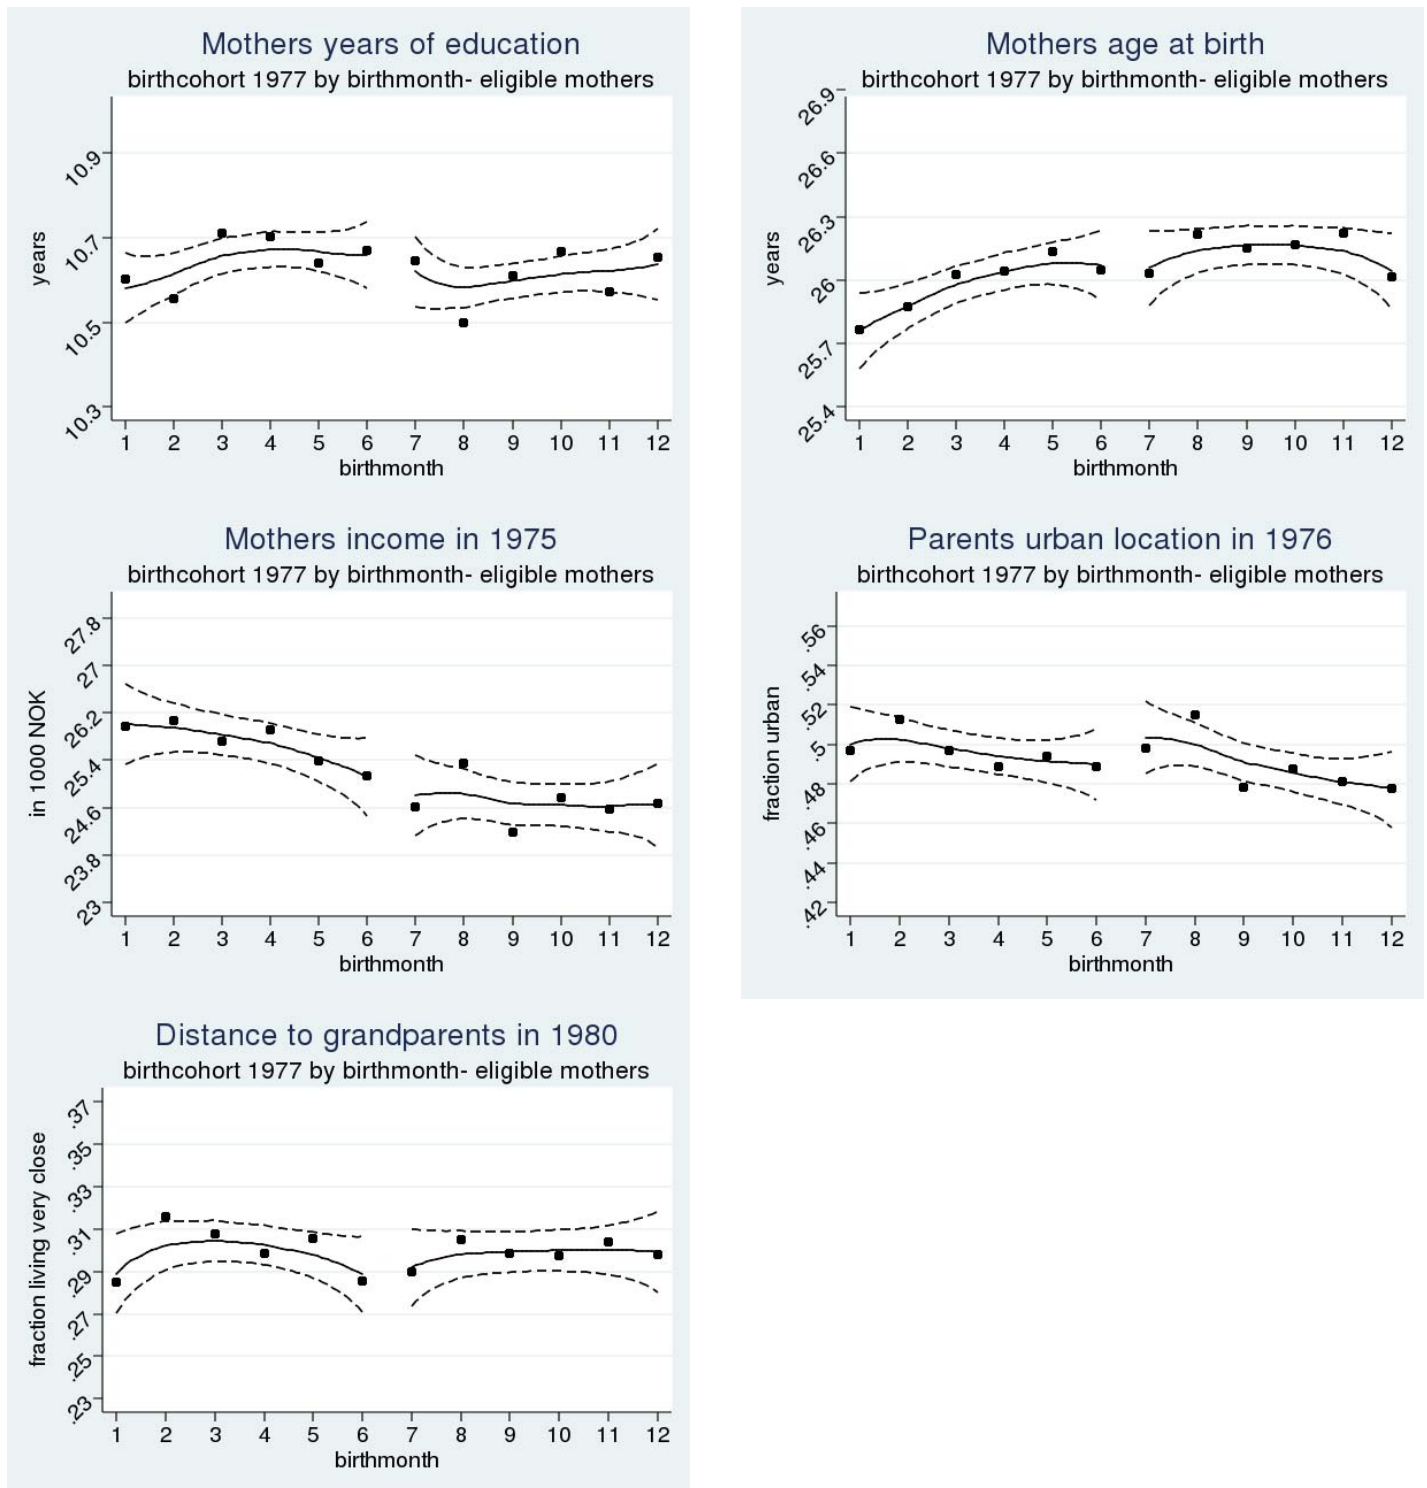 Mothers years of education
birthcohort 1977 by birthmonth- eligible mothers
years
10.9
10.7
10.5
10.3
1 2 3 4 5 6 7 8 9 10 11 12
birthmonth
Mothers age at birth
birthcohort 1977 by birthmonth- eligible mothers
years
26.9
26.6
26.3
26
25.7
25.4
1 2 3 4 5 6 7 8 9 10 11 12
birthmonth
Mothers income in 1975
birthcohort 1977 by birthmonth- eligible mothers
in 1000 NOK
27.8
27
26.2
25.4
24.6
23.8
23
1 2 3 4 5 6 7 8 9 10 11 12
birthmonth
Parents urban location in 1976
birthcohort 1977 by birthmonth- eligible mothers
fraction urban
.56
.54
.52
.5
.48
.46
.44
.42
1 2 3 4 5 6 7 8 9 10 11 12
birthmonth
Distance to grandparents in 1980
birthcohort 1977 by birthmonth- eligible mothers
fraction living very close
.37
.35
.33
.31
.29
.27
.25
.23
1 2 3 4 5 6 7 8 9 10 11 12
birthmonth